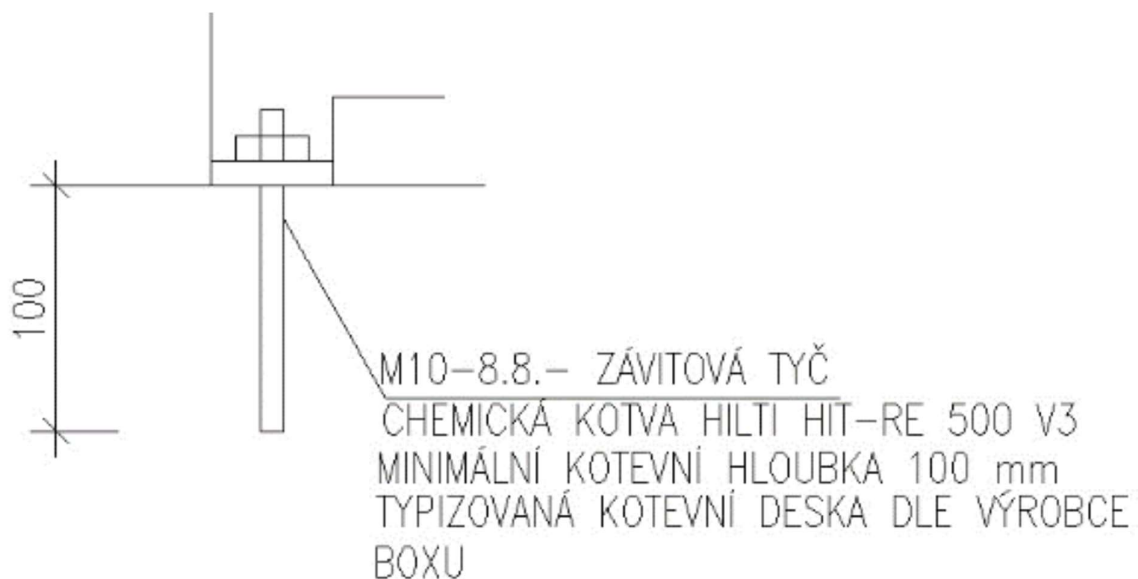 100
M10-8.8.- ZÁVITOVÁ TYČ
CHEMICKÁ KOTVA HILTI HIT-RE 500 V3
MINIMÁLNÍ KOTEVNÍ HLOUBKA 100 mm
TYPIZOVANÁ KOTEVNÍ DESKA DLE VÝROBCE
BOXU